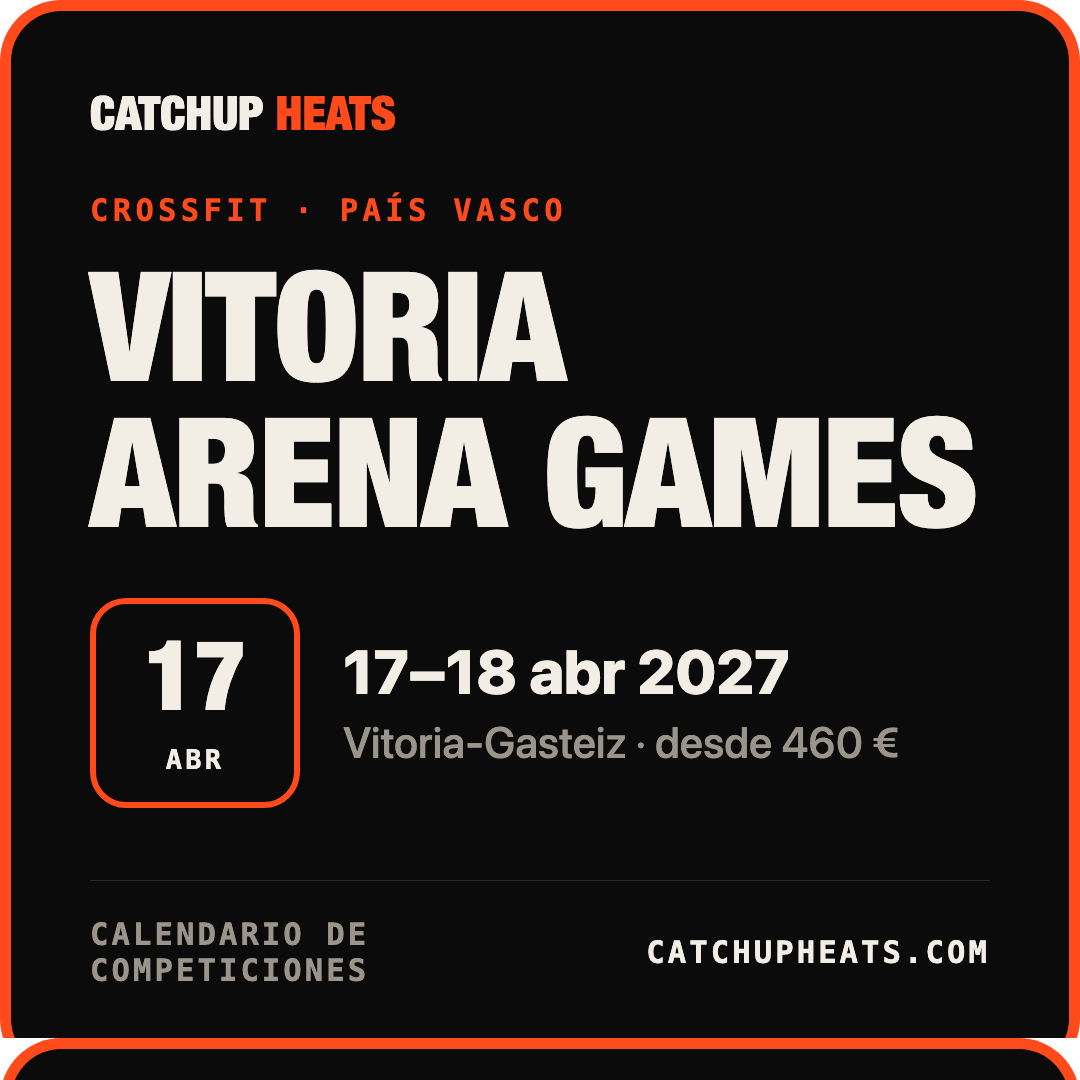 CATCHUP HEATS
CROSSFIT · PAÍS VASCO
VITORIA
ARENA GAMES
17
ABR
17–18 abr 2027
Vitoria-Gasteiz · desde 460 €
CALENDARIO DE
COMPETICIONES
CATCHUPHEATS.COM